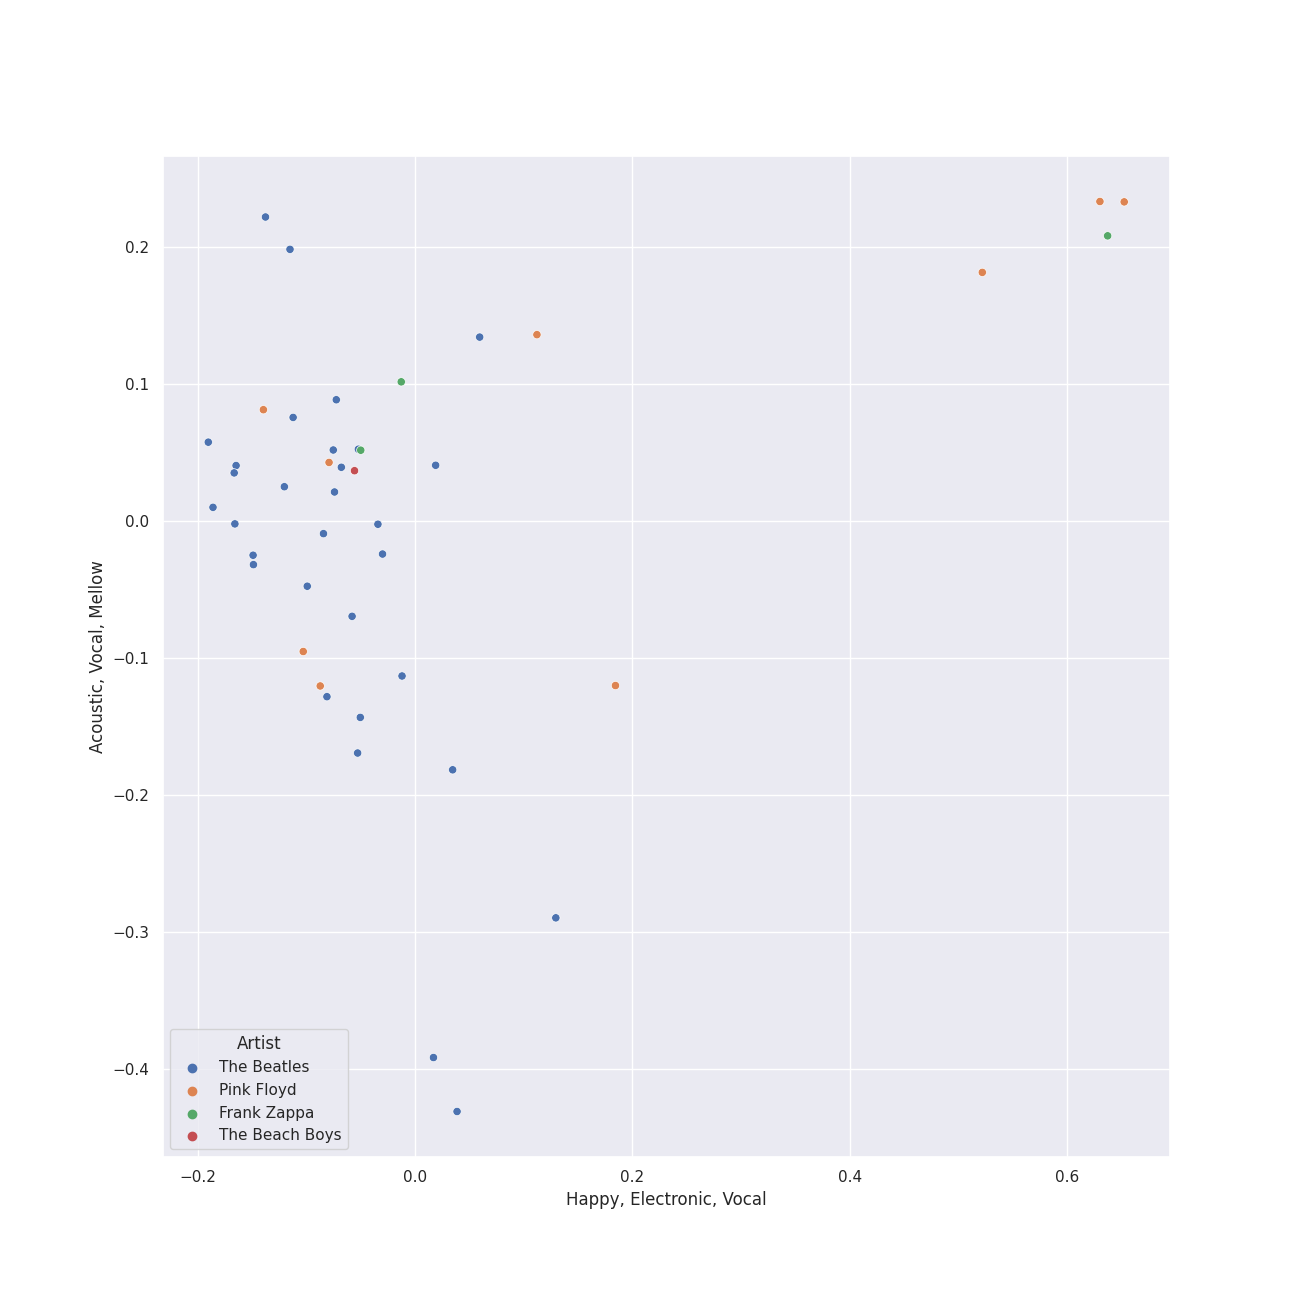 0.2
0.1
0.0
−0.1
−0.2
−0.3
−0.4
Acoustic, Vocal, Mellow
Artist
The Beatles
Pink Floyd
Frank Zappa
The Beach Boys
−0.2 0.0 0.2 0.4 0.6
Happy, Electronic, Vocal